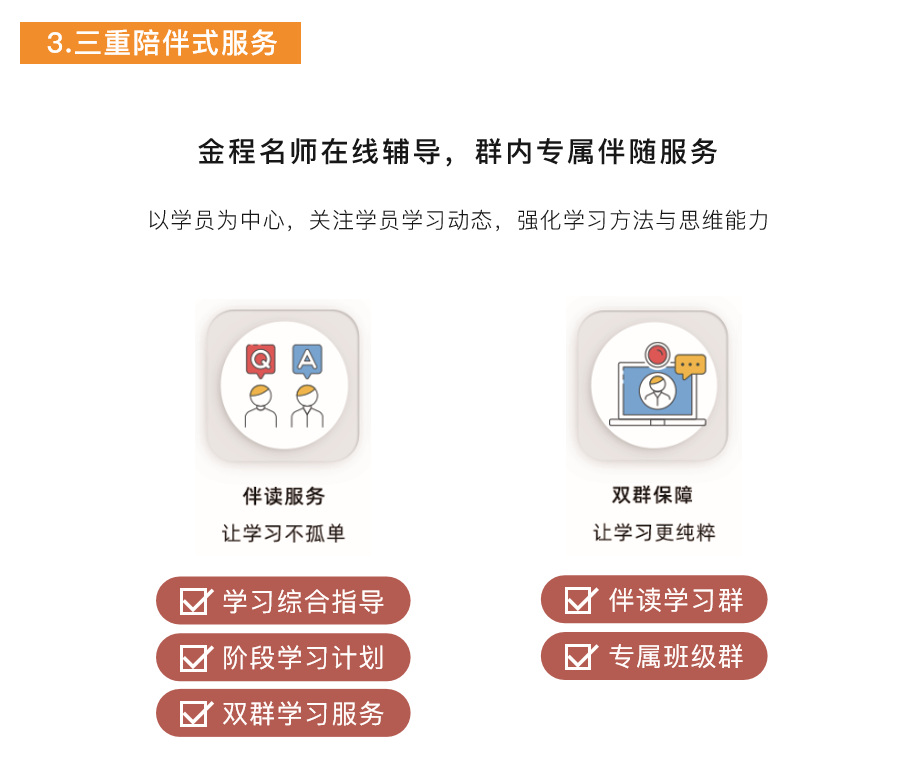 3.三重陪伴式服务
金程名师在线辅导，群内专属伴随服务
以学员为中心，关注学员学习动态，强化学习方法与思维能力
Q A
伴读服务
让学习不孤单
学习综合指导
阶段学习计划
双群学习服务
双群保障
让学习更纯粹
伴读学习群
专属班级群